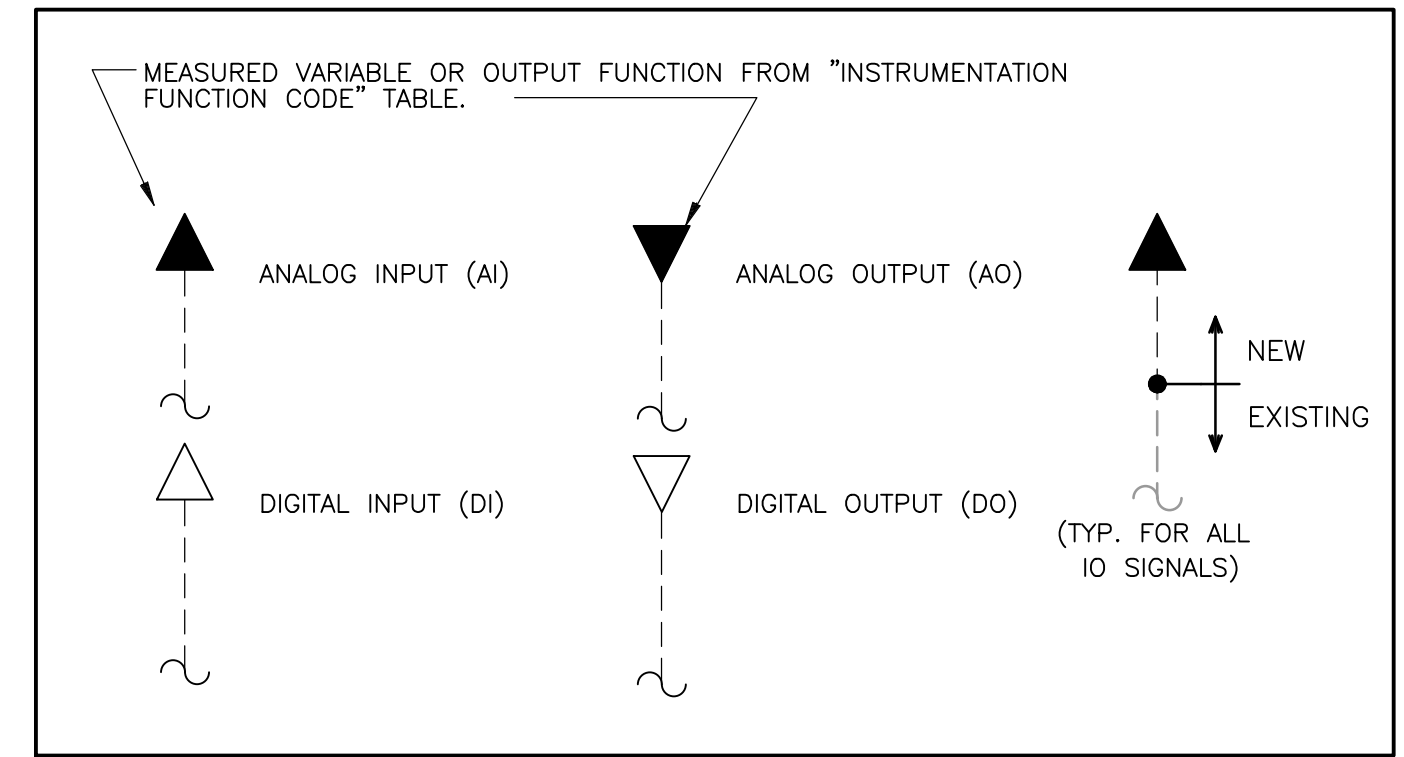 MEASURED VARIABLE OR OUTPUT FUNCTION FROM "INSTRUMENTATION
FUNCTION CODE" TABLE.
ANALOG INPUT (AI)
ANALOG OUTPUT (AO)
NEW
EXISTING
DIGITAL INPUT (DI)
DIGITAL OUTPUT (DO)
(TYP. FOR ALL
IO SIGNALS)